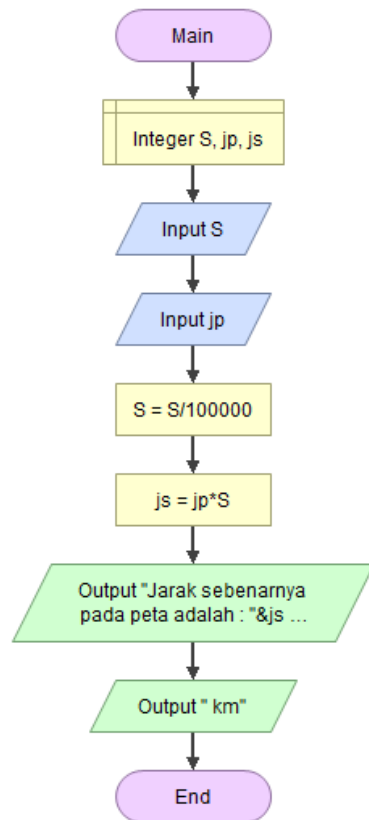 Main
Integer S, jp, js
Input S
Input jp
S = S/100000
js = jp*S
Output "Jarak sebenarnya
pada peta adalah : "&js ...
Output " km"
End